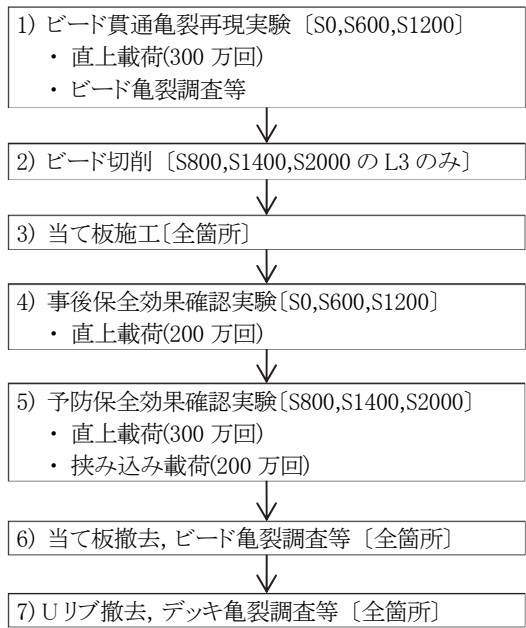 1) ビード貫通亀裂再現実験〔S0,S600,S1200〕
・ 直上載荷(300 万回)
・ ビード亀裂調査等
2) ビード切削〔S800,S1400,S2000 の L3 のみ〕
3) 当て板施工〔全箇所〕
4) 事後保全効果確認実験〔S0,S600,S1200〕
・ 直上載荷(200 万回)
5) 予防保全効果確認実験〔S800,S1400,S2000〕
・ 直上載荷(300 万回)
・ 挟み込み載荷(200 万回)
6) 当て板撤去, ビード亀裂調査等〔全箇所〕
7) U リブ撤去, デッキ亀裂調査等〔全箇所〕